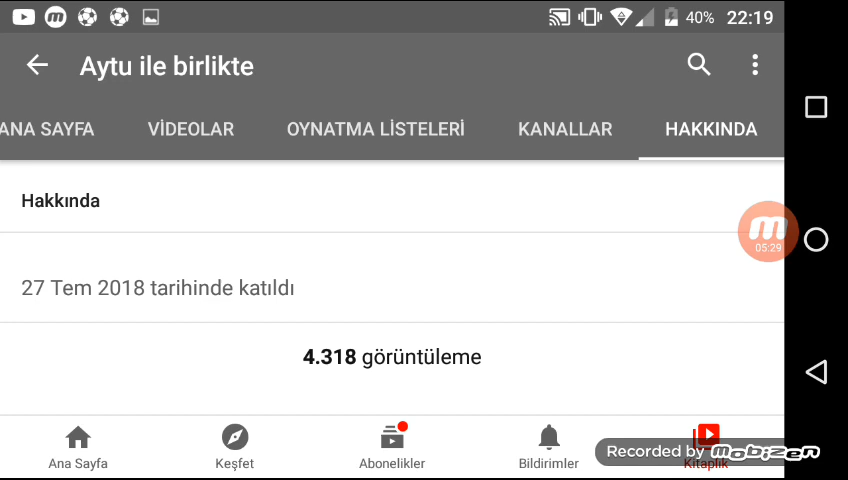 40% 22:19
Aytu ile birlikte
ANA SAYFA VİDEOLAR OYNATMA LİSTELERİ KANALLAR HAKKINDA
Hakkında
05:29
27 Tem 2018 tarihinde katıldı
4.318 görüntüleme
Ana Sayfa Keşfet Abonelikler Bildirimler Kitaplık
Recorded by mobizen